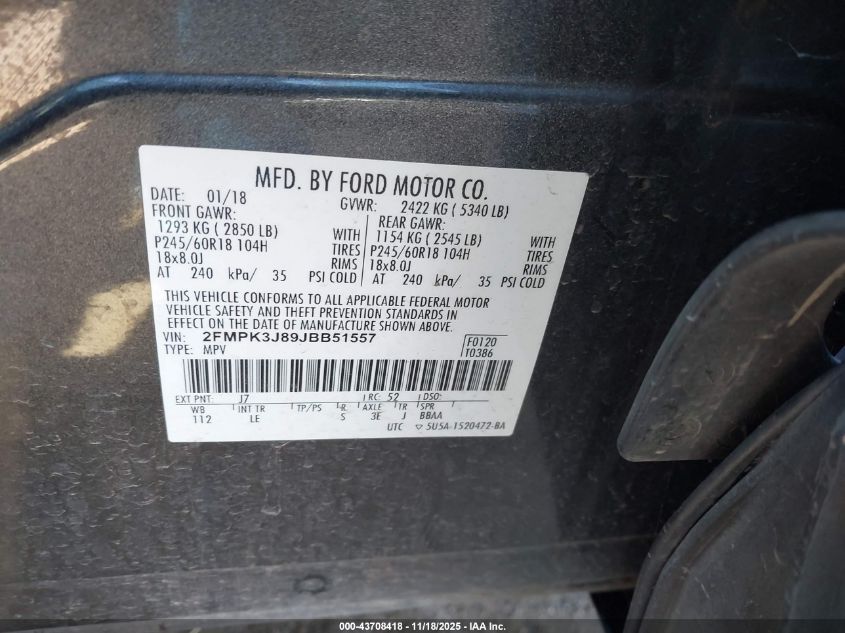 MFD. BY FORD MOTOR CO.
DATE: 01/18 GVWR: 2422 KG ( 5340 LB)
FRONT GAWR: REAR GAWR:
1293 KG ( 2850 LB) WITH 1154 KG ( 2545 LB) WITH
P245/60R18 104H TIRES P245/60R18 104H TIRES
18x8.0J RIMS 18x8.0J RIMS
AT 240 kPa/ 35 PSI COLD AT 240 kPa/ 35 PSI COLD
THIS VEHICLE CONFORMS TO ALL APPLICABLE FEDERAL MOTOR
VEHICLE SAFETY AND THEFT PREVENTION STANDARDS IN
EFFECT ON THE DATE OF MANUFACTURE SHOWN ABOVE.
VIN: 2FMPK3J89JBB51557 F0120
TYPE: MPV T0386
EXT PNT: J7 RC: 52 DSO:
WB INT TR TP/PS R AXLE TR SPR
112 LE S 3E J BBAA
UTC ▽ 5U5A-1520472-BA
000-43708418 - 11/18/2025 - IAA Inc.